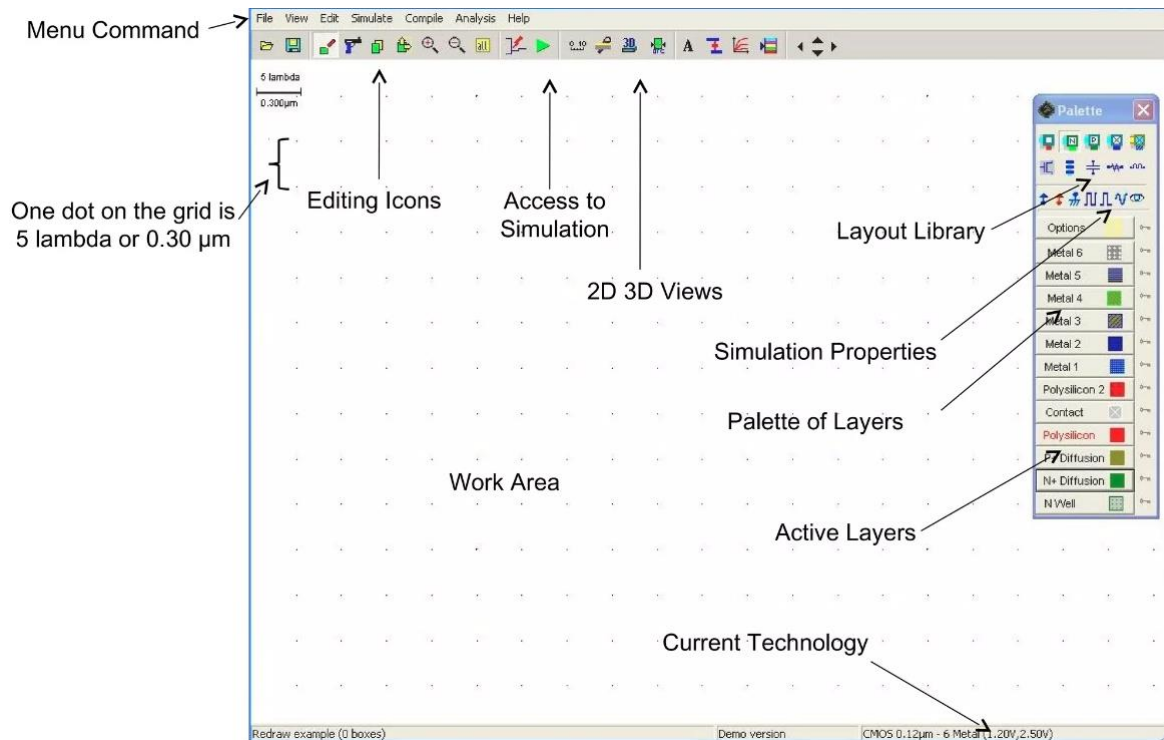 Menu Command
File View Edit Simulate Compile Analysis Help
0..10 3D A
5 lambda
0.300µm
One dot on the grid is
5 lambda or 0.30 µm
Editing Icons
Access to
Simulation
2D 3D Views
Work Area
Palette
Layout Library
Simulation Properties
Palette of Layers
Active Layers
Options
Metal 6
Metal 5
Metal 4
Metal 3
Metal 2
Metal 1
Polysilicon 2
Contact
Polysilicon
P+ Diffusion
N+ Diffusion
N Well
Current Technology
Redraw example (0 boxes) Demo version CMOS 0.12µm - 6 Metal (1.20V,2.50V)